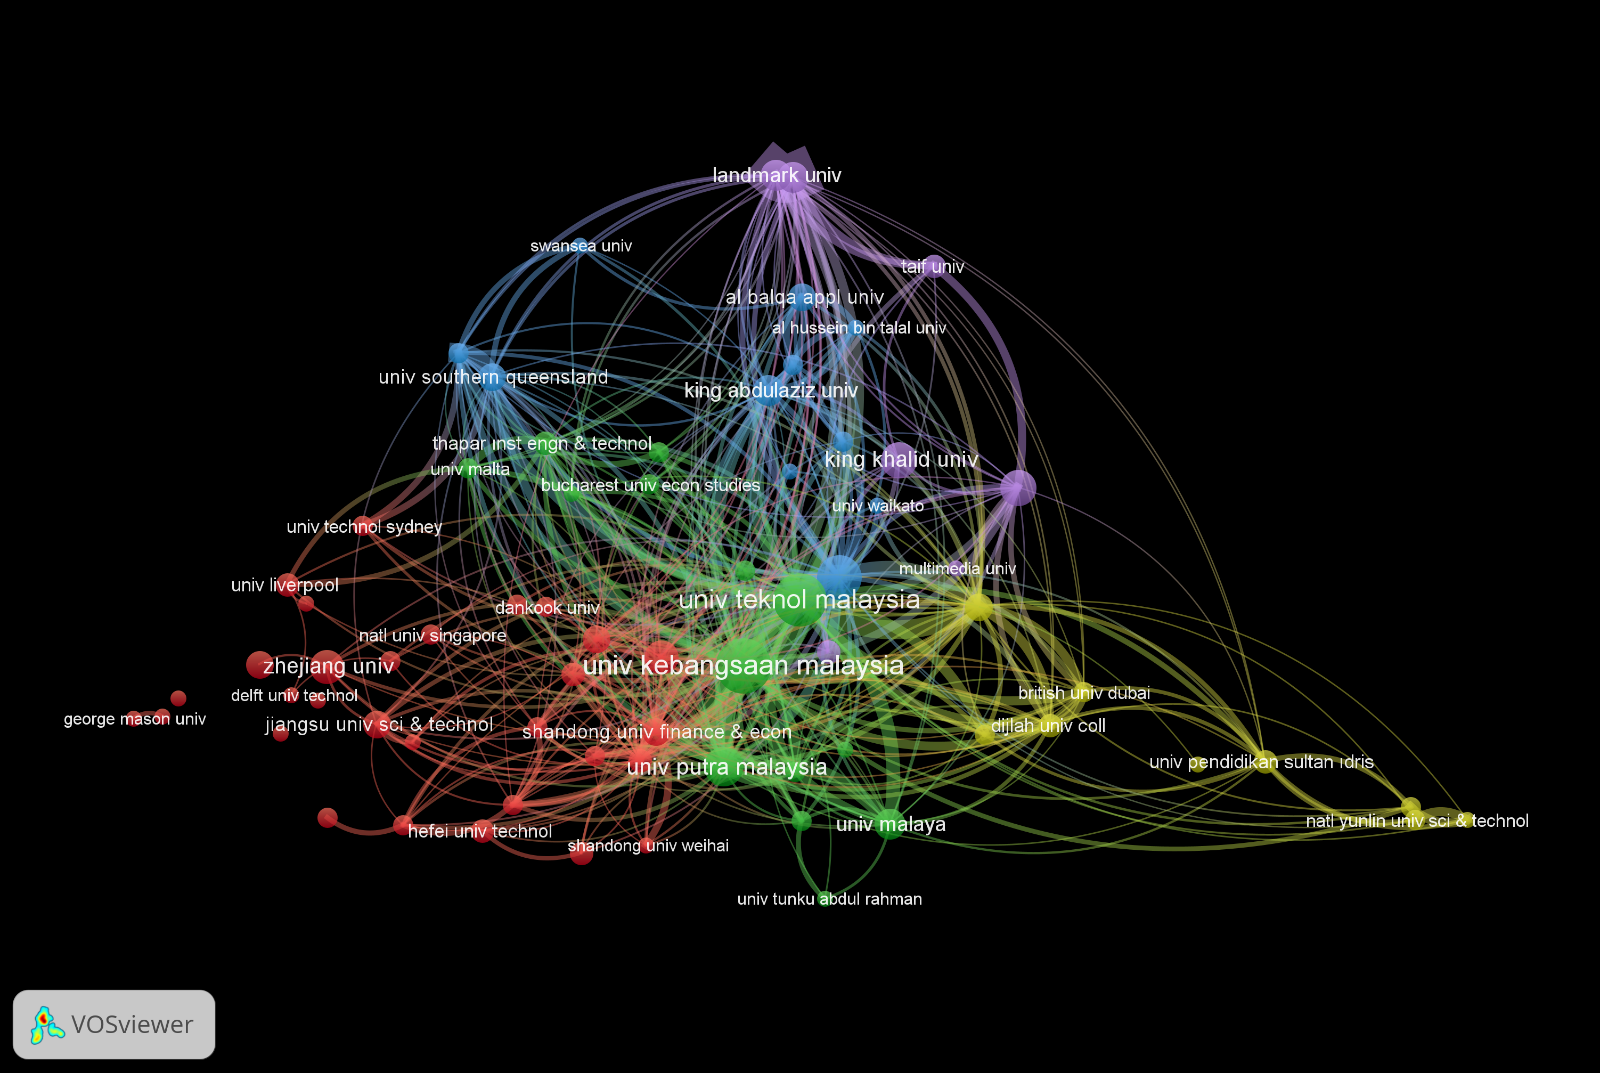 landmark univ
swansea univ
taif univ
al balqa appl univ
al hussein bin talal univ
univ southern queensland
king abdulaziz univ
thapar ınst engn & technol
king khalid univ
univ malta
bucharest univ econ studies
univ waikato
univ technol sydney
multimedia univ
univ liverpool
univ teknol malaysia
dankook univ
natl univ singapore
zhejiang univ
univ kebangsaan malaysia
delft univ technol
british univ dubai
george mason univ
jiangsu univ sci & technol
shandong univ finance & econ
dijlah univ coll
univ putra malaysia
univ pendidikan sultan ıdris
hefei univ technol
univ malaya
natl yunlin univ sci & technol
shandong univ weihai
univ tunku abdul rahman
VOSviewer